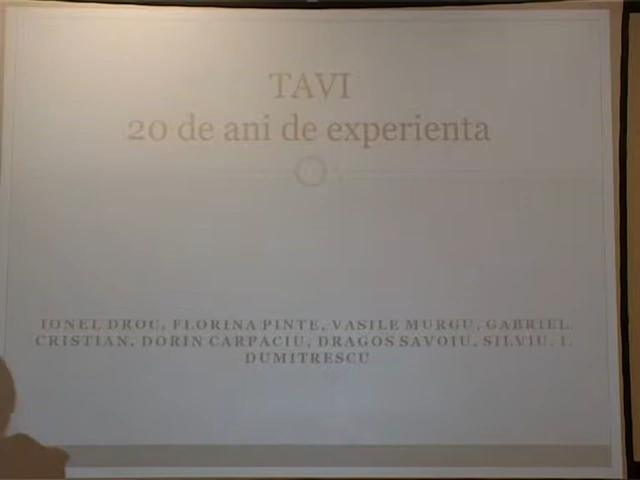 TAVI
20 de ani de experienta
IONEL DROC, FLORINA PINTE, VASILE MURGU, GABRIEL
CRISTIAN, DORIN CARPACIU, DRAGOS SAVOIU, SILVIU. I.
DUMITRESCU